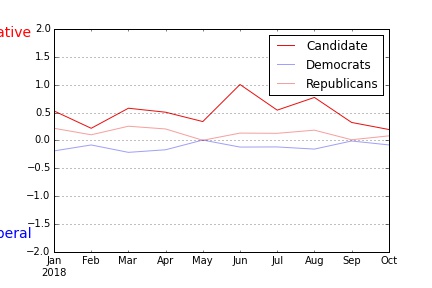 ative
2.0
1.5
1.0
0.5
0.0
−0.5
−1.0
−1.5
−2.0
beral
Candidate
Democrats
Republicans
Jan Feb Mar Apr May Jun Jul Aug Sep Oct
2018